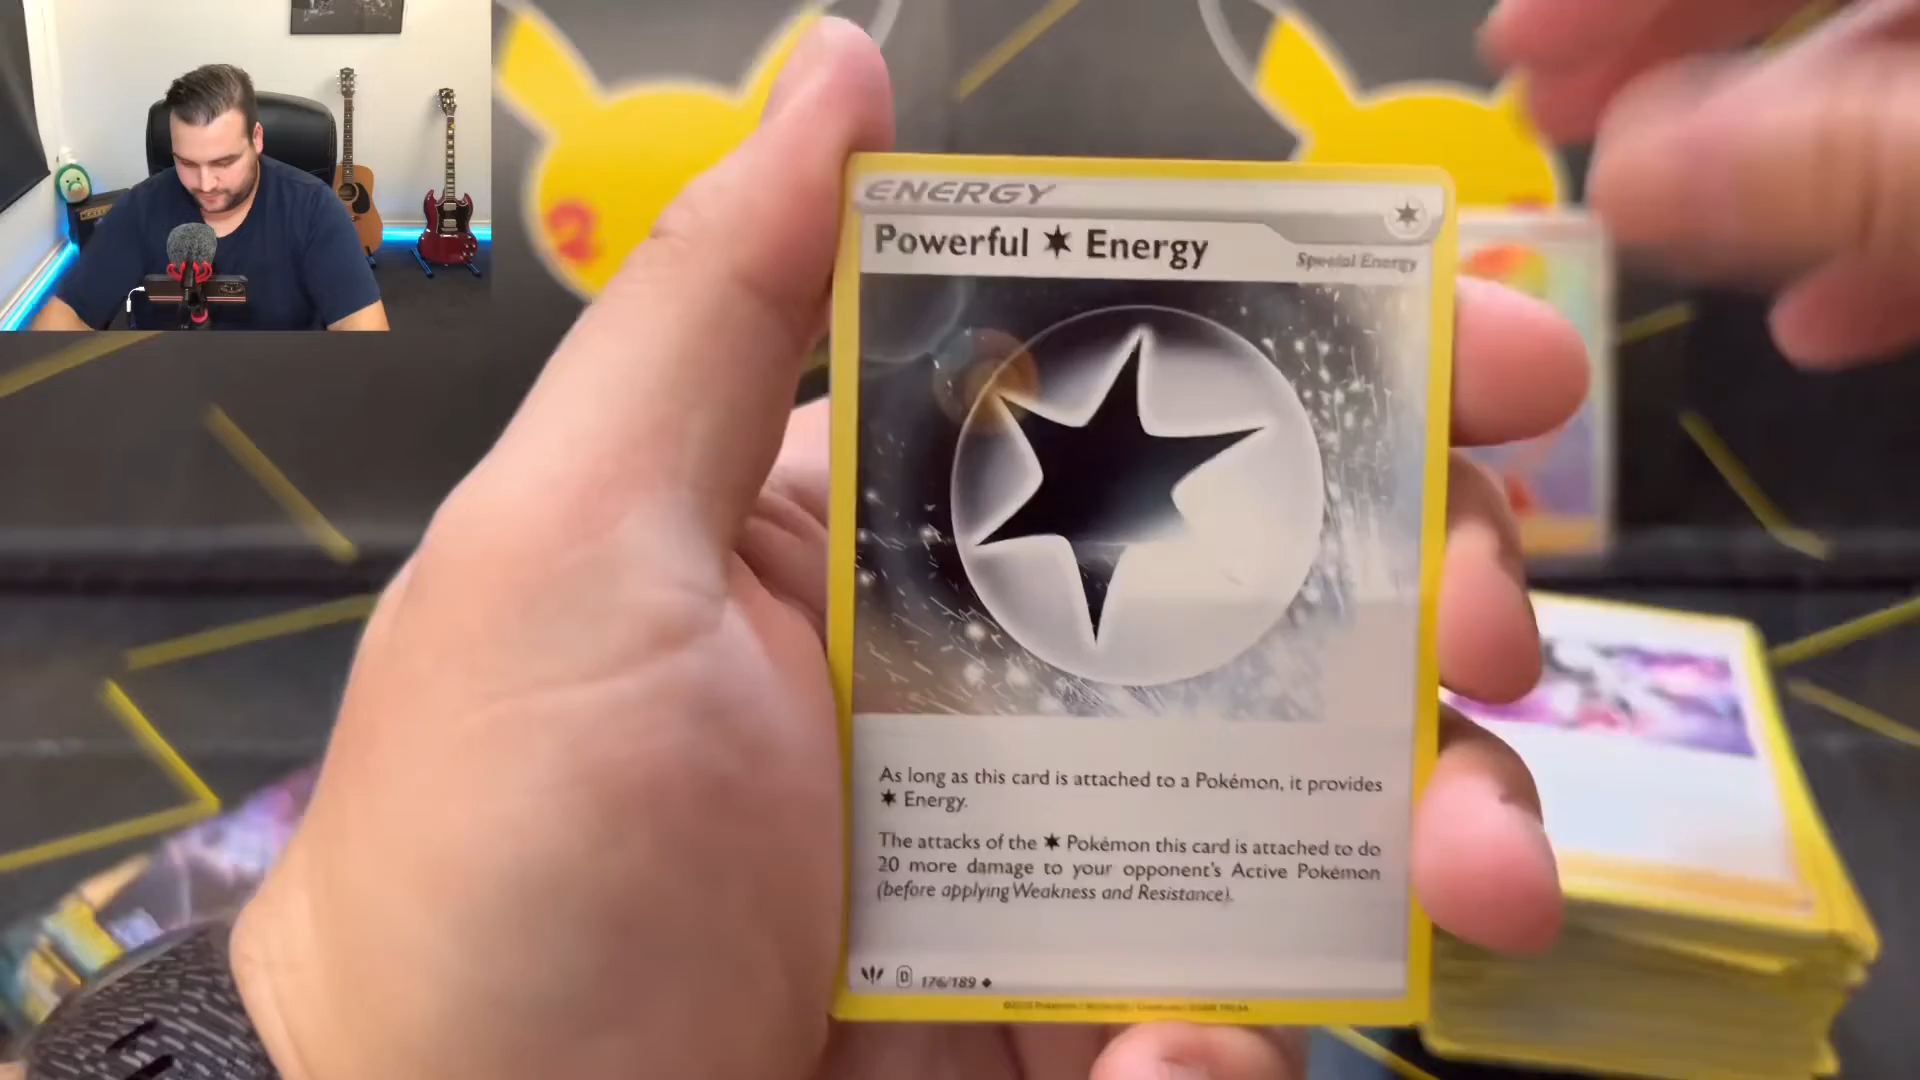 ENERGY
Powerful Energy
Special Energy
As long as this card is attached to a Pokémon, it provides
Energy.
The attacks of the Pokémon this card is attached to do
20 more damage to your opponent's Active Pokémon
(before applying Weakness and Resistance).
D 176/189